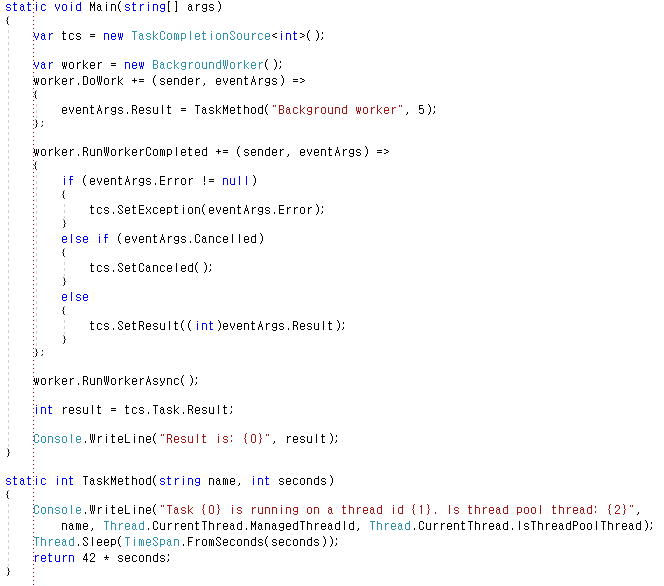 static void Main(string[] args)
{
    var tcs = new TaskCompletionSource<int>();
    var worker = new BackgroundWorker();
    worker.DoWork += (sender, eventArgs) =>
    {
        eventArgs.Result = TaskMethod("Background worker", 5);
    };
    worker.RunWorkerCompleted += (sender, eventArgs) =>
    {
        if (eventArgs.Error != null)
        {
            tcs.SetException(eventArgs.Error);
        }
        else if (eventArgs.Cancelled)
        {
            tcs.SetCanceled();
        }
        else
        {
            tcs.SetResult((int)eventArgs.Result);
        }
    };
    worker.RunWorkerAsync();
    int result = tcs.Task.Result;
    Console.WriteLine("Result is: {0}", result);
}
static int TaskMethod(string name, int seconds)
{
    Console.WriteLine("Task {0} is running on a thread id {1}. Is thread pool thread: {2}",
        name, Thread.CurrentThread.ManagedThreadId, Thread.CurrentThread.IsThreadPoolThread);
    Thread.Sleep(TimeSpan.FromSeconds(seconds));
    return 42 * seconds;
}